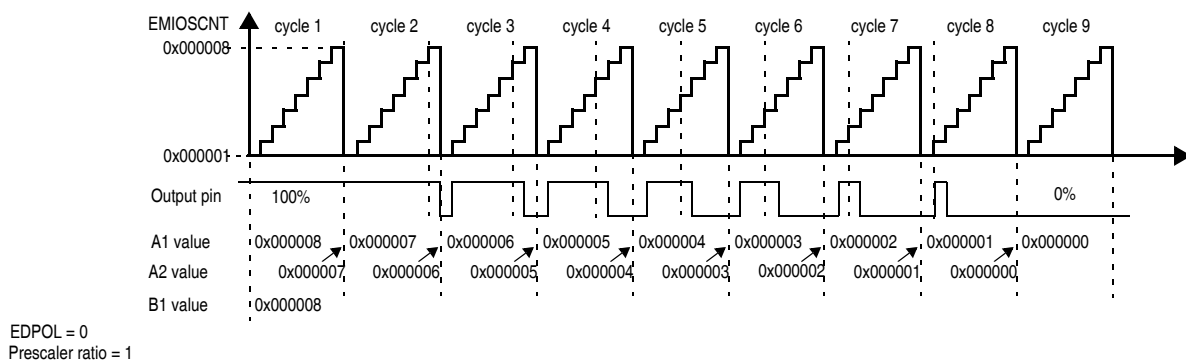 EMIOSCNT cycle 1 cycle 2 cycle 3 cycle 4 cycle 5 cycle 6 cycle 7 cycle 8 cycle 9
0x000008
0x000001
Output pin 100% 0%
A1 value 0x000008 0x000007 0x000006 0x000005 0x000004 0x000003 0x000002 0x000001 0x000000
A2 value 0x000007 0x000006 0x000005 0x000004 0x000003 0x000002 0x000001 0x000000
B1 value 0x000008
EDPOL = 0
Prescaler ratio = 1